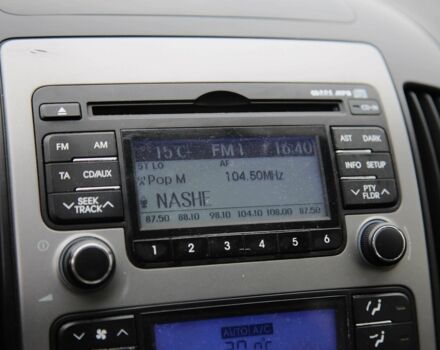 CD-IN
FM AM
TA CD/AUX
SEEK
TRACK
15°C FM1 16:40
ST LO AF
Pop M 104.50MHz
NASHE
87.50 88.10 98.10 104.10 108.00 87.50
AST DARK
INFO SETUP
PTY
FLDR
1 2 3 4 5 6
AUTO A/C